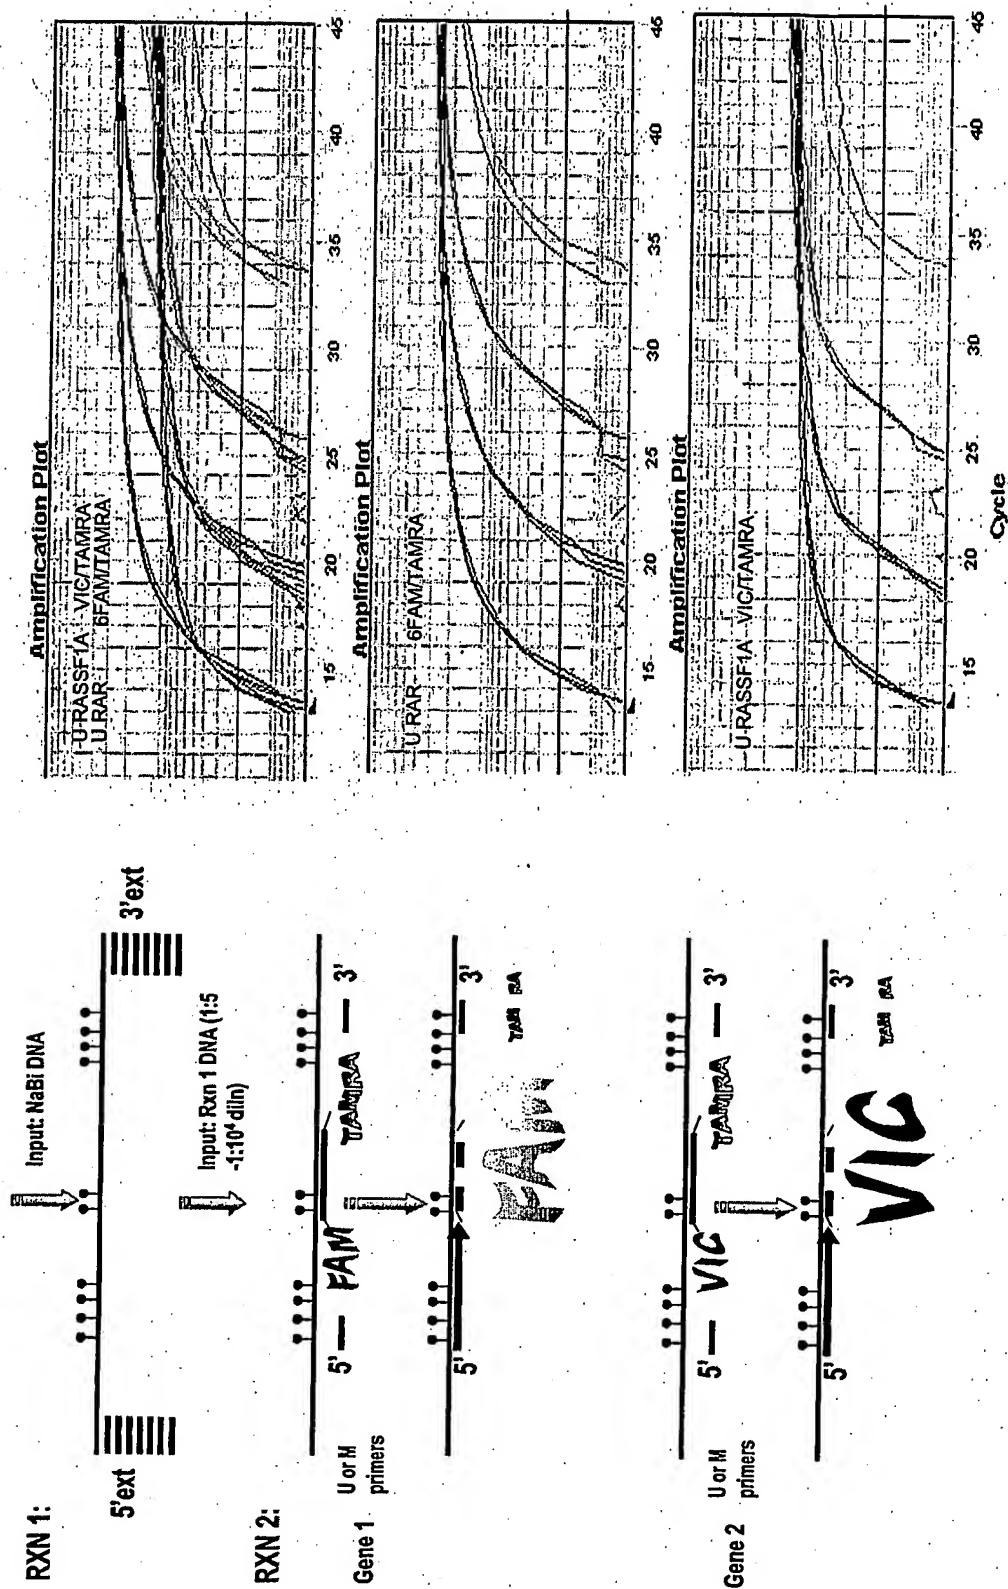 RXN 1:
Input: NaBi DNA
5'ext
3'ext
Input: Rxn 1 DNA (1:5
-1:10⁴ diln)
RXN 2:
Gene 1
U or M
primers
5'
FAM
TAMRA
3'
5'
3'
FAM
TAM RA
Gene 2
U or M
primers
5'
VIC
TAMRA
3'
5'
3'
VIC
TAM RA
Amplification Plot
U-RASSF1A VIC/TAMRA
U-RAR 6FAM/TAMRA
15 20 25 30 35 40 45
Amplification Plot
U-RAR 6FAM/TAMRA
15 20 25 30 35 40 45
Amplification Plot
U-RASSF1A VIC/TAMRA
15 20 25 30 35 40 45
Cycle